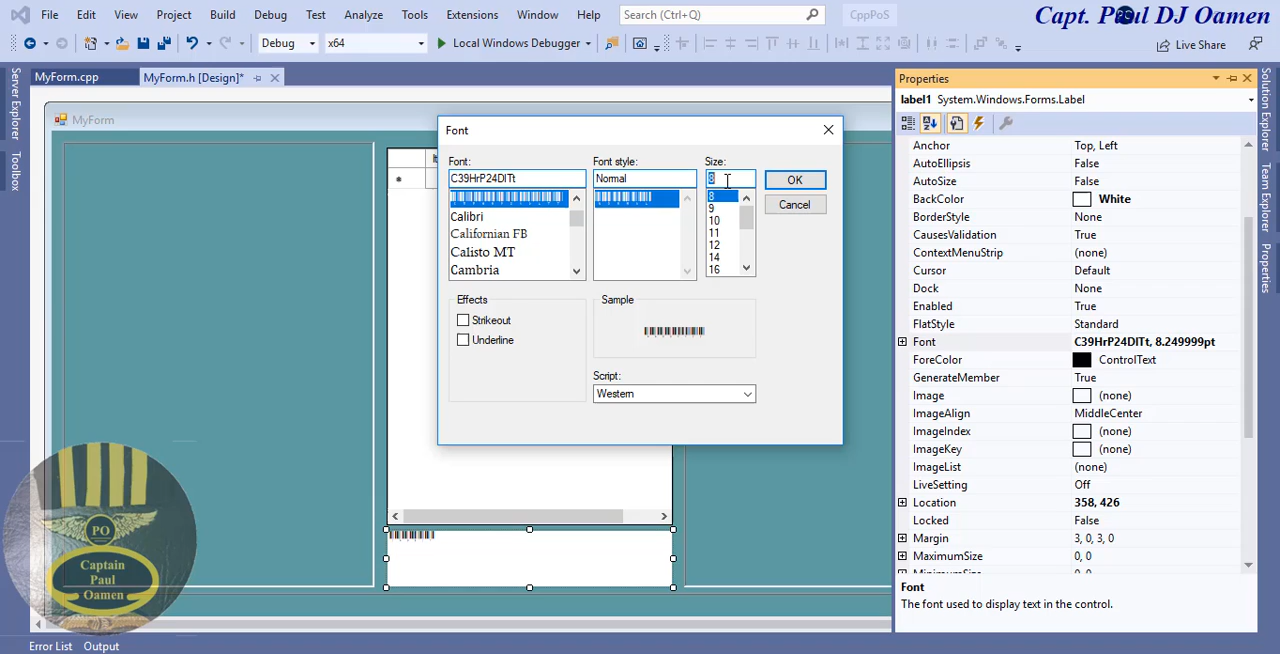 File Edit View Project Build Debug Test Analyze Tools Extensions Window Help Search (Ctrl+Q) CppPoS
Capt. Paul DJ Oamen
Debug x64 Local Windows Debugger Live Share
Server Explorer
Toolbox
MyForm.cpp MyForm.h [Design]*
MyForm
Font
Font: Font style: Size:
C39HrP24DlTt Normal 8
OK
Cancel
Calibri
Californian FB
Calisto MT
Cambria
8
9
10
11
12
14
16
Effects
Strikeout
Underline
Sample
Script:
Western
Properties
label1 System.Windows.Forms.Label
Anchor Top, Left
AutoEllipsis False
AutoSize False
BackColor White
BorderStyle None
CausesValidation True
ContextMenuStrip (none)
Cursor Default
Dock None
Enabled True
FlatStyle Standard
Font C39HrP24DlTt, 8.249999pt
ForeColor ControlText
GenerateMember True
Image (none)
ImageAlign MiddleCenter
ImageIndex (none)
ImageKey (none)
ImageList (none)
LiveSetting Off
Location 358, 426
Locked False
Margin 3, 0, 3, 0
MaximumSize 0, 0
Font
The font used to display text in the control.
Solution Explorer
Team Explorer
Properties
PO
Captain
Paul
Oamen
Error List Output